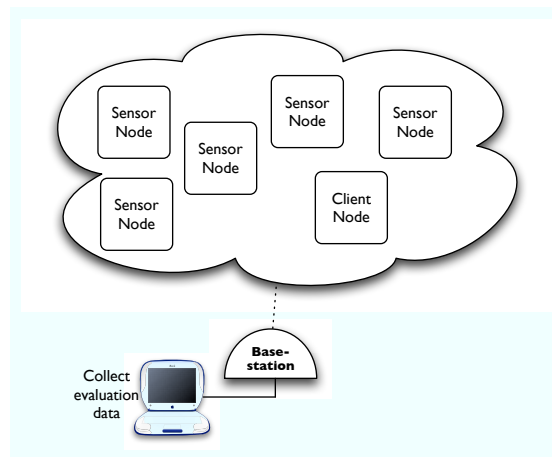 Sensor
Node
Sensor
Node
Sensor
Node
Sensor
Node
Sensor
Node
Client
Node
Base-
station
Collect
evaluation
data